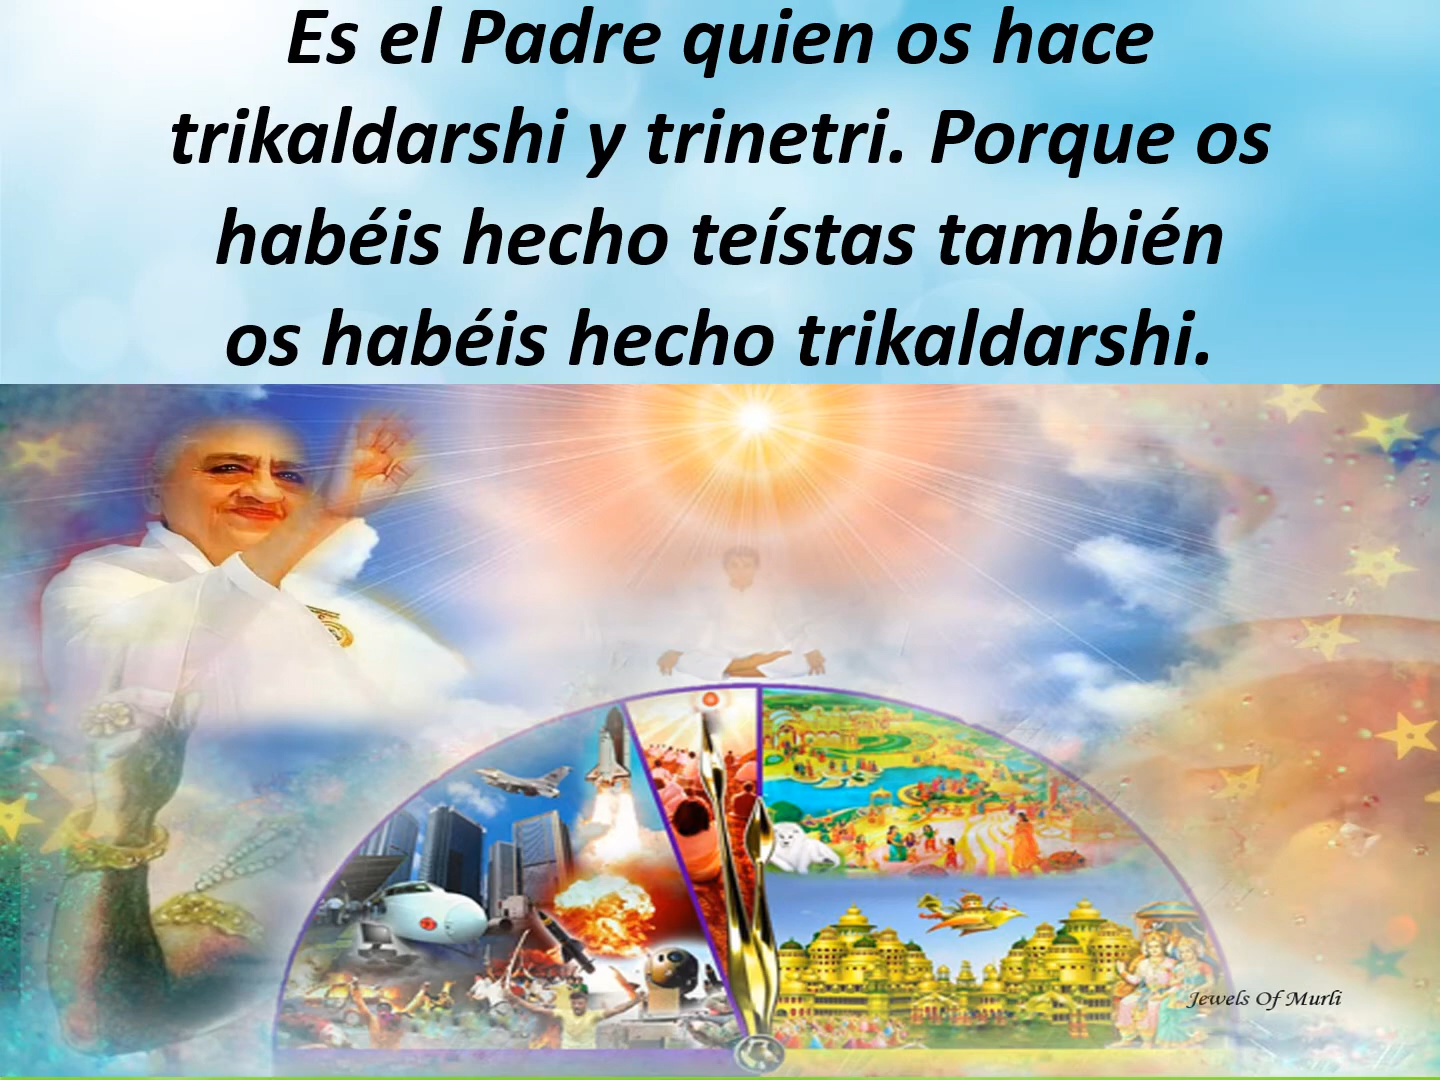 Es el Padre quien os hace
trikaldarshi y trinetri. Porque os
habéis hecho teístas también
os habéis hecho trikaldarshi.
Jewels Of Murli